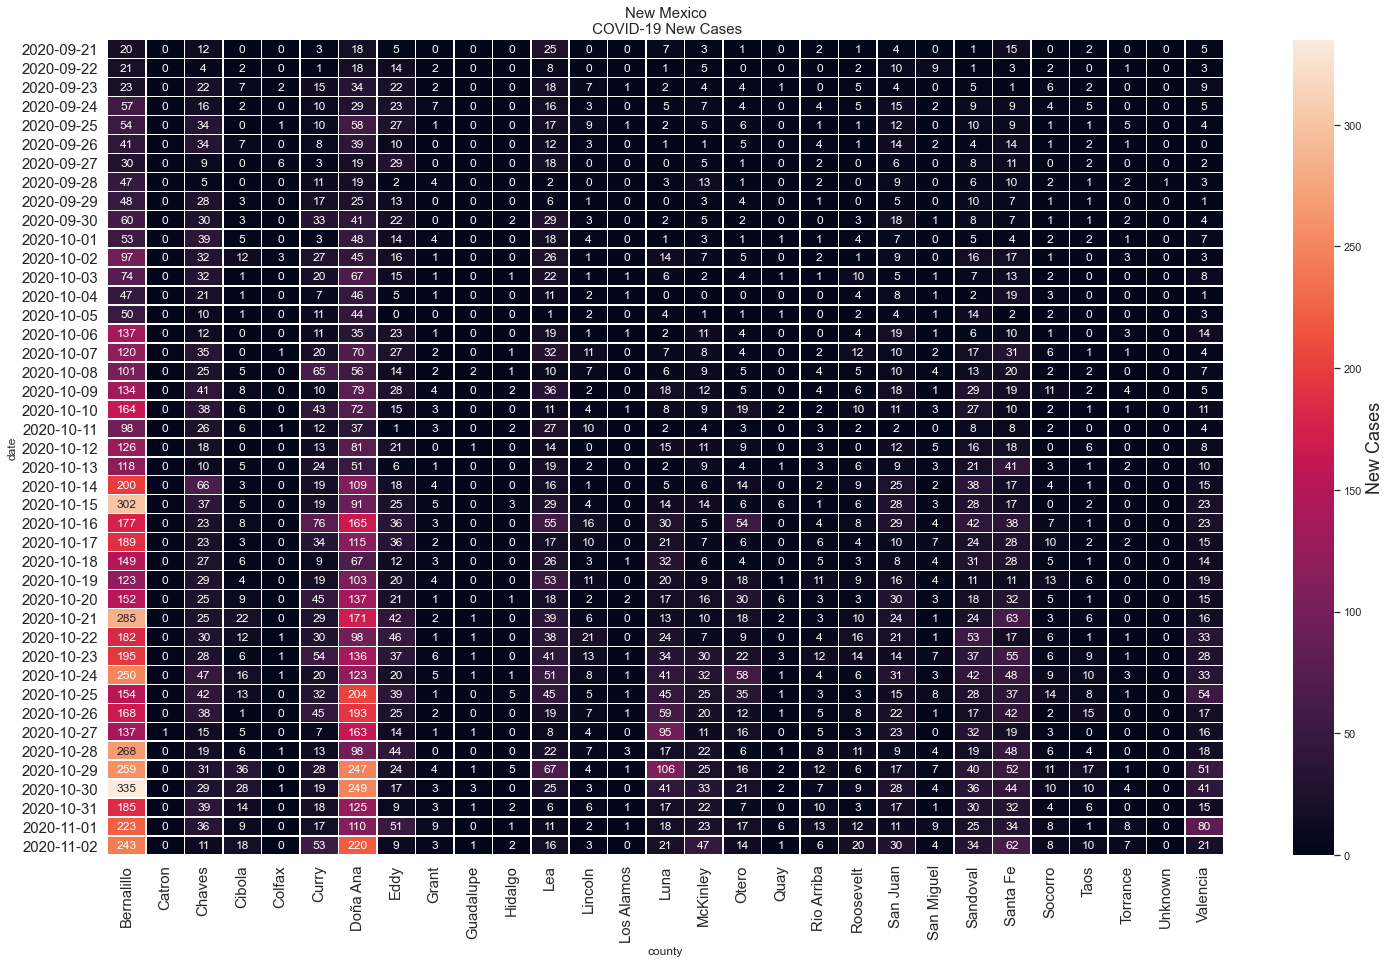 New Mexico
COVID-19 New Cases
2020-09-21 20 0 12 0 0 3 18 5 0 0 0 25 0 0 7 3 1 0 2 1 4 0 1 15 0 2 0 0 5
2020-09-22 21 0 4 2 0 1 18 14 2 0 0 8 0 0 1 5 0 0 0 2 10 9 1 3 2 0 1 0 3
2020-09-23 23 0 22 7 2 15 34 22 2 0 0 18 7 1 2 4 4 1 0 5 4 0 5 1 6 2 0 0 9
2020-09-24 57 0 16 2 0 10 29 23 7 0 0 16 3 0 5 7 4 0 4 5 15 2 9 9 4 5 0 0 5
2020-09-25 54 0 34 0 1 10 58 27 1 0 0 17 9 1 2 5 6 0 1 1 12 0 10 9 1 1 5 0 4
2020-09-26 41 0 34 7 0 8 39 10 0 0 0 12 3 0 1 1 5 0 4 1 14 2 4 14 1 2 1 0 0
2020-09-27 30 0 9 0 6 3 19 29 0 0 0 18 0 0 0 5 1 0 2 0 6 0 8 11 0 2 0 0 2
2020-09-28 47 0 5 0 0 11 19 2 4 0 0 2 0 0 3 13 1 0 2 0 9 0 6 10 2 1 2 1 3
2020-09-29 48 0 28 3 0 17 25 13 0 0 0 6 1 0 0 3 4 0 1 0 5 0 10 7 1 1 0 0 1
2020-09-30 60 0 30 3 0 33 41 22 0 0 2 29 3 0 2 5 2 0 0 3 18 1 8 7 1 1 2 0 4
2020-10-01 53 0 39 5 0 3 48 14 4 0 0 18 4 0 1 3 1 1 1 4 7 0 5 4 2 2 1 0 7
2020-10-02 97 0 32 12 3 27 45 16 1 0 0 26 1 0 14 7 5 0 2 1 9 0 16 17 1 0 3 0 3
2020-10-03 74 0 32 1 0 20 67 15 1 0 1 22 1 1 6 2 4 1 1 10 5 1 7 13 2 0 0 0 8
2020-10-04 47 0 21 1 0 7 46 5 1 0 0 11 2 1 0 0 0 0 0 4 8 1 2 19 3 0 0 0 1
2020-10-05 50 0 10 1 0 11 44 0 0 0 0 1 2 0 4 1 1 1 0 2 4 1 14 2 2 0 0 0 3
2020-10-06 137 0 12 0 0 11 35 23 1 0 0 19 1 1 2 11 4 0 0 4 19 1 6 10 1 0 3 0 14
2020-10-07 120 0 35 0 1 20 70 27 2 0 1 32 11 0 7 8 4 0 2 12 10 2 17 31 6 1 1 0 4
2020-10-08 101 0 25 5 0 65 56 14 2 2 1 10 7 0 6 9 5 0 4 5 10 4 13 20 2 2 0 0 7
2020-10-09 134 0 41 8 0 10 79 28 4 0 2 36 2 0 18 12 5 0 4 6 18 1 29 19 11 2 4 0 5
2020-10-10 164 0 38 6 0 43 72 15 3 0 0 11 4 1 8 9 19 2 2 10 11 3 27 10 2 1 1 0 11
2020-10-11 98 0 26 6 1 12 37 1 3 0 2 27 10 0 2 4 3 0 3 2 2 0 8 8 2 0 0 0 4
2020-10-12 126 0 18 0 0 13 81 21 0 1 0 14 0 0 15 11 9 0 3 0 12 5 16 18 0 6 0 0 8
2020-10-13 118 0 10 5 0 24 51 6 1 0 0 19 2 0 2 9 4 1 3 6 9 3 21 41 3 1 2 0 10
2020-10-14 200 0 66 3 0 19 109 18 4 0 0 16 1 0 5 6 14 0 2 9 25 2 38 17 4 1 0 0 15
2020-10-15 302 0 37 5 0 19 91 25 5 0 3 29 4 0 14 14 6 6 1 6 28 3 28 17 0 2 0 0 23
2020-10-16 177 0 23 8 0 76 165 36 3 0 0 55 16 0 30 5 54 0 4 8 29 4 42 38 7 1 0 0 23
2020-10-17 189 0 23 3 0 34 115 36 2 0 0 17 10 0 21 7 6 0 6 4 10 7 24 28 10 2 2 0 15
2020-10-18 149 0 27 6 0 9 67 12 3 0 0 26 3 1 32 6 4 0 5 3 8 4 31 28 5 1 0 0 14
2020-10-19 123 0 29 4 0 19 103 20 4 0 0 53 11 0 20 9 18 1 11 9 16 4 11 11 13 6 0 0 19
2020-10-20 152 0 25 9 0 45 137 21 1 0 1 18 2 2 17 16 30 6 3 3 30 3 18 32 5 1 0 0 15
2020-10-21 285 0 25 22 0 29 171 42 2 1 0 39 6 0 13 10 18 2 3 10 24 1 24 63 3 6 0 0 16
2020-10-22 182 0 30 12 1 30 98 46 1 1 0 38 21 0 24 7 9 0 4 16 21 1 53 17 6 1 1 0 33
2020-10-23 195 0 28 6 1 54 136 37 6 1 0 41 13 1 34 30 22 3 12 14 14 7 37 55 6 9 1 0 28
2020-10-24 250 0 47 16 1 20 123 20 5 1 1 51 8 1 41 32 58 1 4 6 31 3 42 48 9 10 3 0 33
2020-10-25 154 0 42 13 0 32 204 39 1 0 5 45 5 1 45 25 35 1 3 3 15 8 28 37 14 8 1 0 54
2020-10-26 168 0 38 1 0 45 193 25 2 0 0 19 7 1 59 20 12 1 5 8 22 1 17 42 2 15 0 0 17
2020-10-27 137 1 15 5 0 7 163 14 1 1 0 8 4 0 95 11 16 0 5 3 23 0 32 19 3 0 0 0 16
2020-10-28 268 0 19 6 1 13 98 44 0 0 0 22 7 3 17 22 6 1 8 11 9 4 19 48 6 4 0 0 18
2020-10-29 259 0 31 36 0 28 247 24 4 1 5 67 4 1 106 25 16 2 12 6 17 7 40 52 11 17 1 0 51
2020-10-30 335 0 29 28 1 19 249 17 3 3 0 25 3 0 41 33 21 2 7 9 28 4 36 44 10 10 4 0 41
2020-10-31 185 0 39 14 0 18 125 9 3 1 2 6 6 1 17 22 7 0 10 3 17 1 30 32 4 6 0 0 15
2020-11-01 223 0 36 9 0 17 110 51 9 0 1 11 2 1 18 23 17 6 13 12 11 9 25 34 8 1 8 0 80
2020-11-02 243 0 11 18 0 53 220 9 3 1 2 16 3 0 21 47 14 1 6 20 30 4 34 62 8 10 7 0 21
date
Bernalillo Catron Chaves Cibola Colfax Curry Doña Ana Eddy Grant Guadalupe Hidalgo Lea Lincoln Los Alamos Luna McKinley Otero Quay Rio Arriba Roosevelt San Juan San Miguel Sandoval Santa Fe Socorro Taos Torrance Unknown Valencia
county
300
250
200
150
100
50
0
New Cases